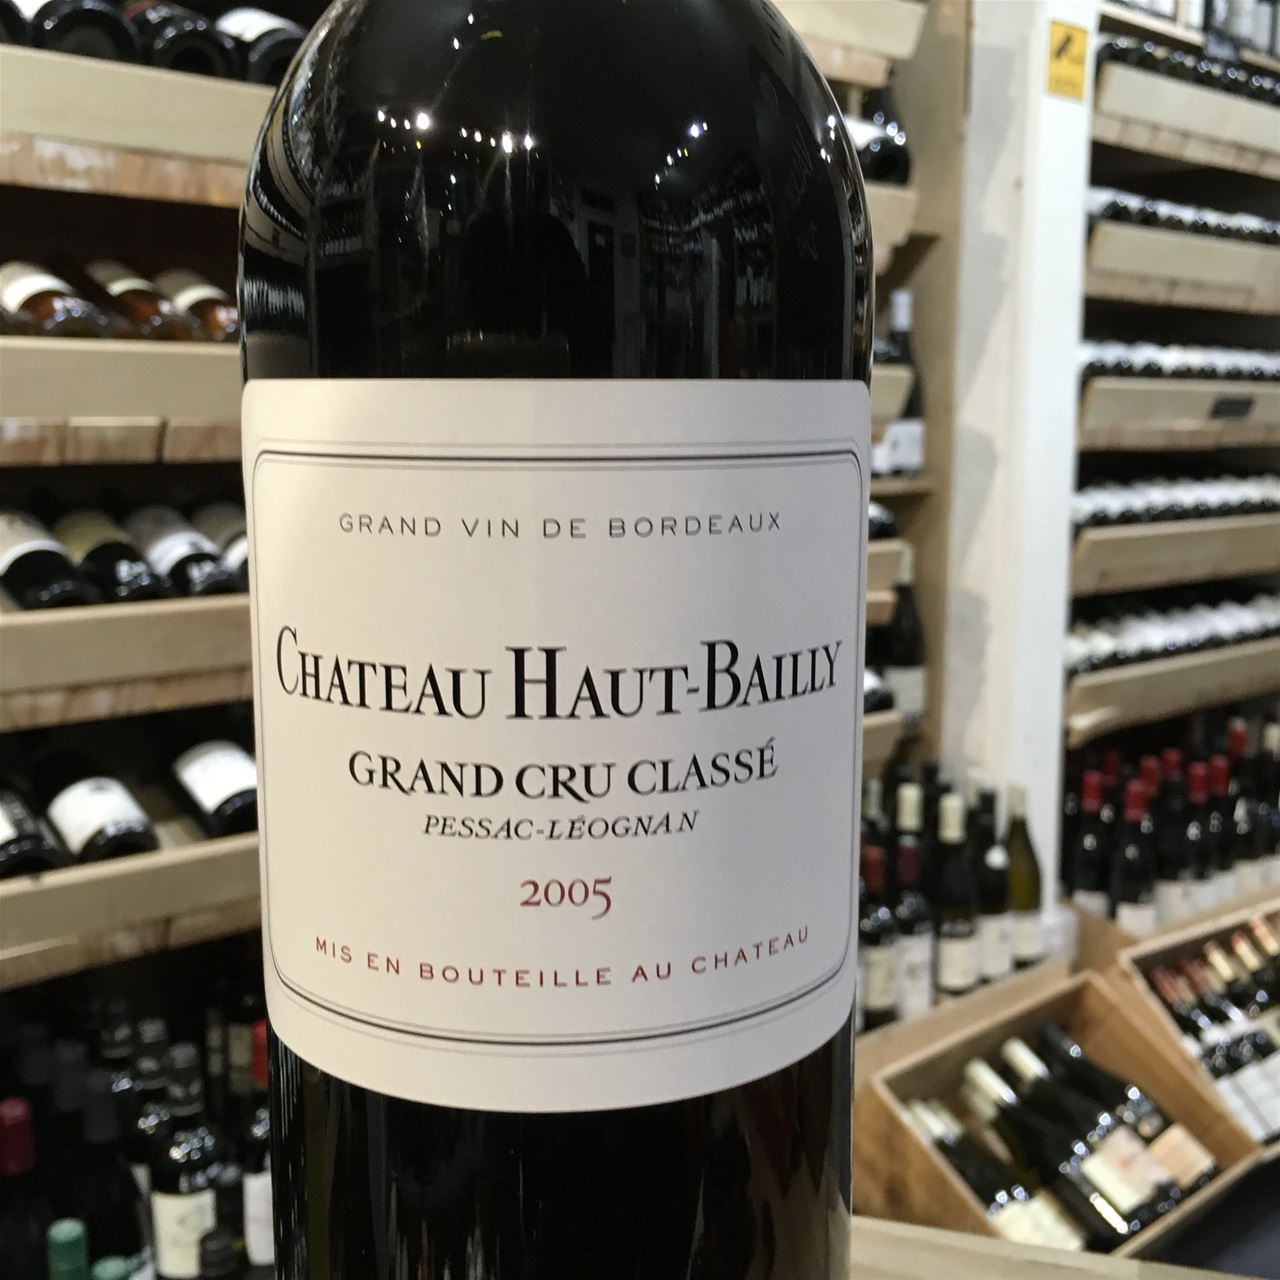 GRAND VIN DE BORDEAUX
CHATEAU HAUT-BAILLY
GRAND CRU CLASSÉ
PESSAC-LÉOGNAN
2005
MIS EN BOUTEILLE AU CHATEAU